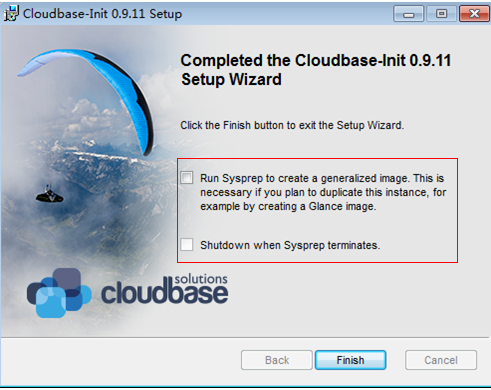 Cloudbase-Init 0.9.11 Setup
Completed the Cloudbase-Init 0.9.11
Setup Wizard
Click the Finish button to exit the Setup Wizard.
Run Sysprep to create a generalized image. This is
necessary if you plan to duplicate this instance, for
example by creating a Glance image.
Shutdown when Sysprep terminates.
solutions
cloudbase
Back
Finish
Cancel